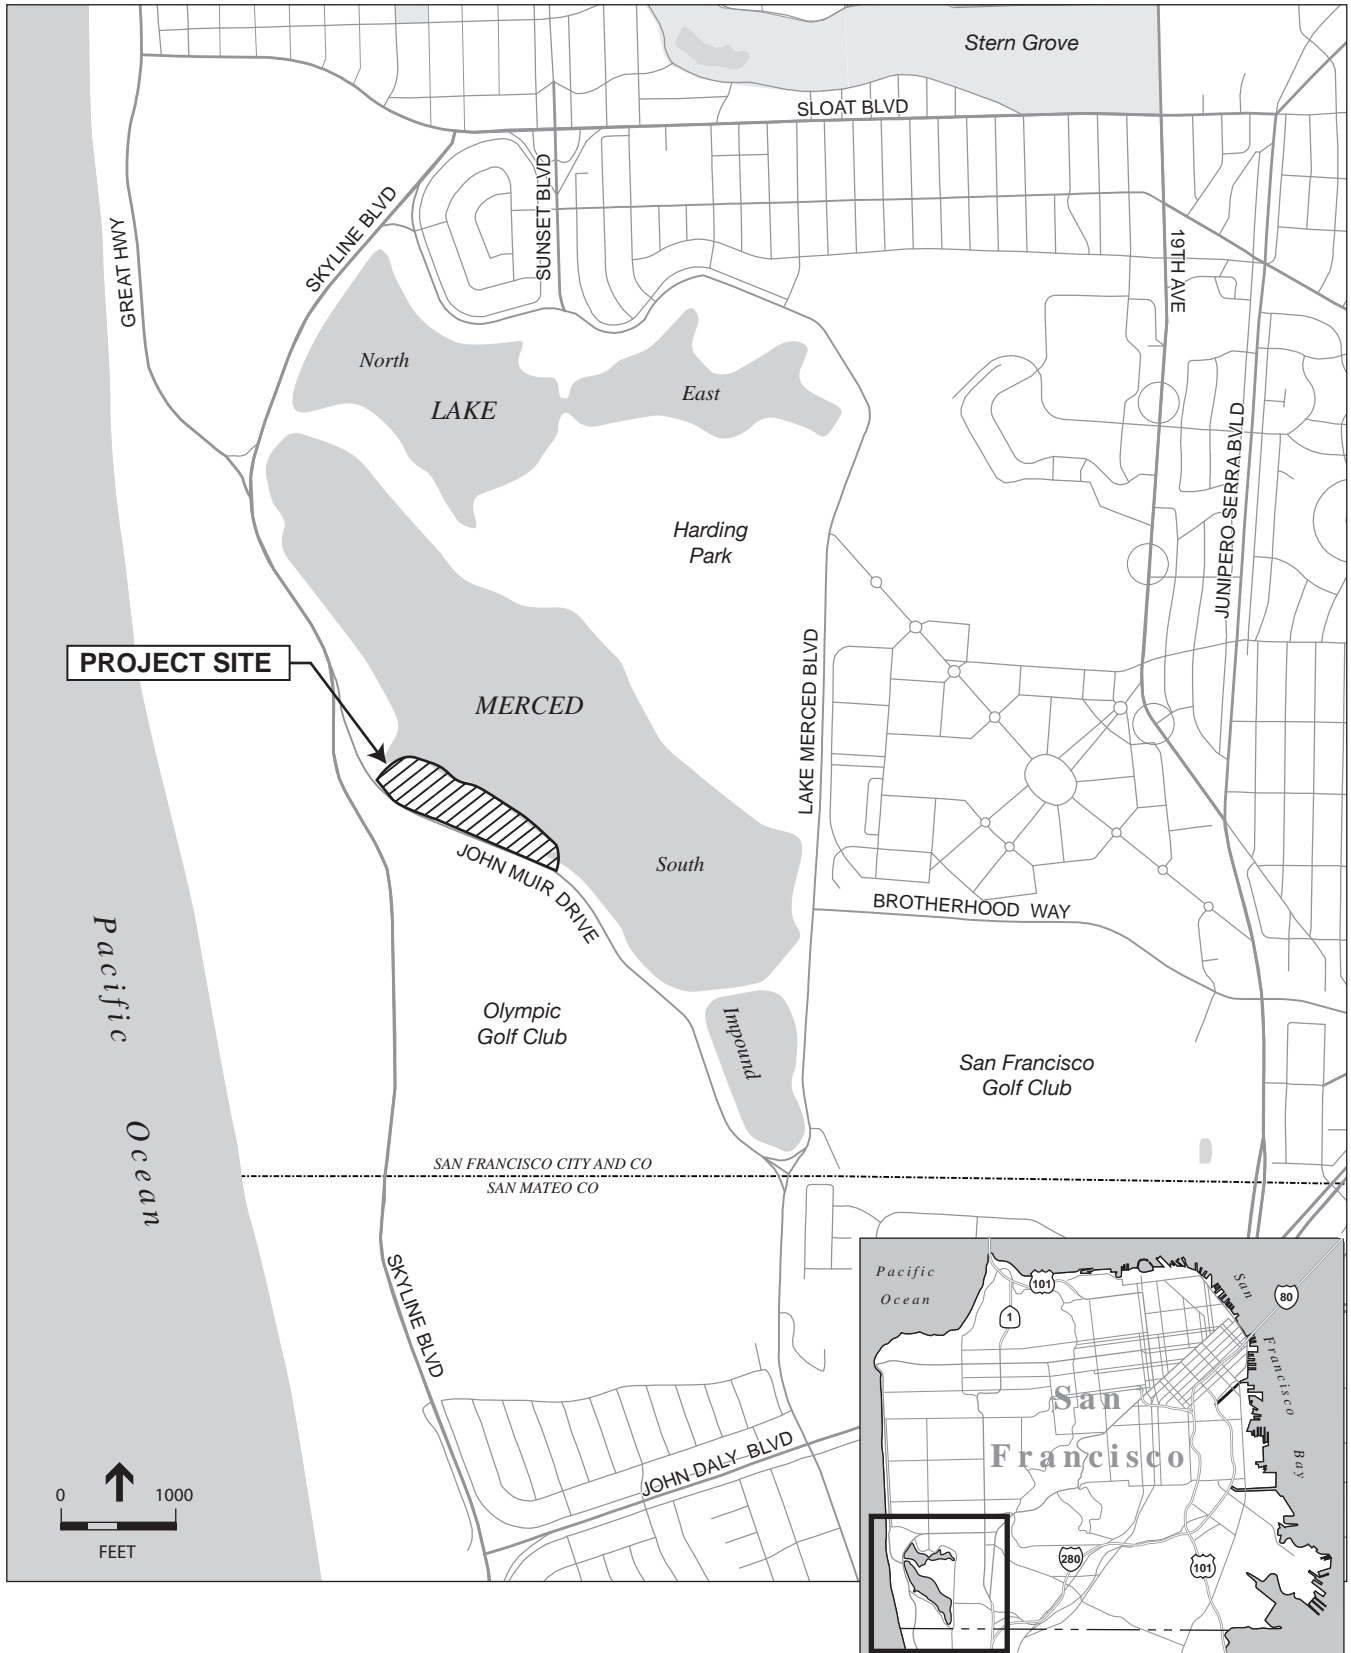 Stern Grove
SLOAT BLVD
SUNSET BLVD
SKYLINE BLVD
GREAT HWY
19TH AVE
North
LAKE
East
JUNIPERO SERRA BVLD
Harding
Park
PROJECT SITE
MERCED
LAKE MERCED BLVD
JOHN MUIR DRIVE
South
BROTHERHOOD WAY
Pacific
Ocean
Olympic
Golf Club
Impound
San Francisco
Golf Club
SAN FRANCISCO CITY AND CO
SAN MATEO CO
SKYLINE BLVD
JOHN DALY BLVD
0 1000
FEET
Pacific
Ocean
101
1
80
San
Francisco
Bay
San
Francisco
280
101